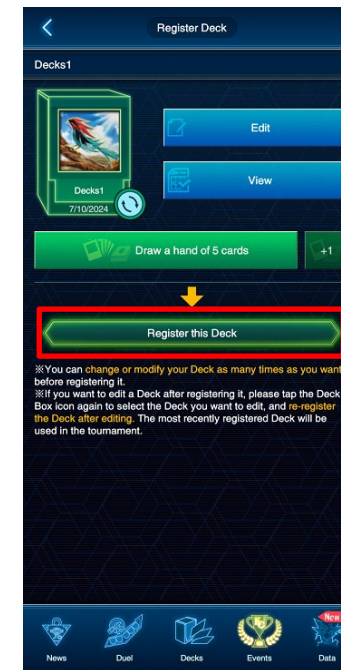 Register Deck
Decks1
Edit
Decks1
View
7/10/2024
Draw a hand of 5 cards
+1
Register this Deck
※You can change or modify your Deck as many times as you want
before registering it.
※If you want to edit a Deck after registering it, please tap the Deck
Box icon again to select the Deck you want to edit, and re-register
the Deck after editing. The most recently registered Deck will be
used in the tournament.
New
News
Duel
Decks
Events
Data